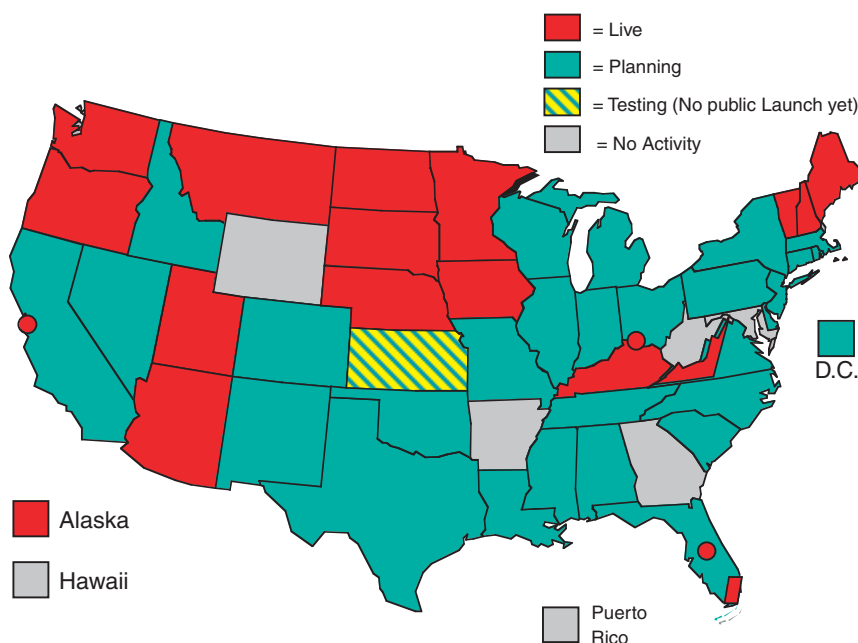 = Live
= Planning
= Testing (No public Launch yet)
= No Activity
D.C.
Alaska
Hawaii
Puerto
Rico